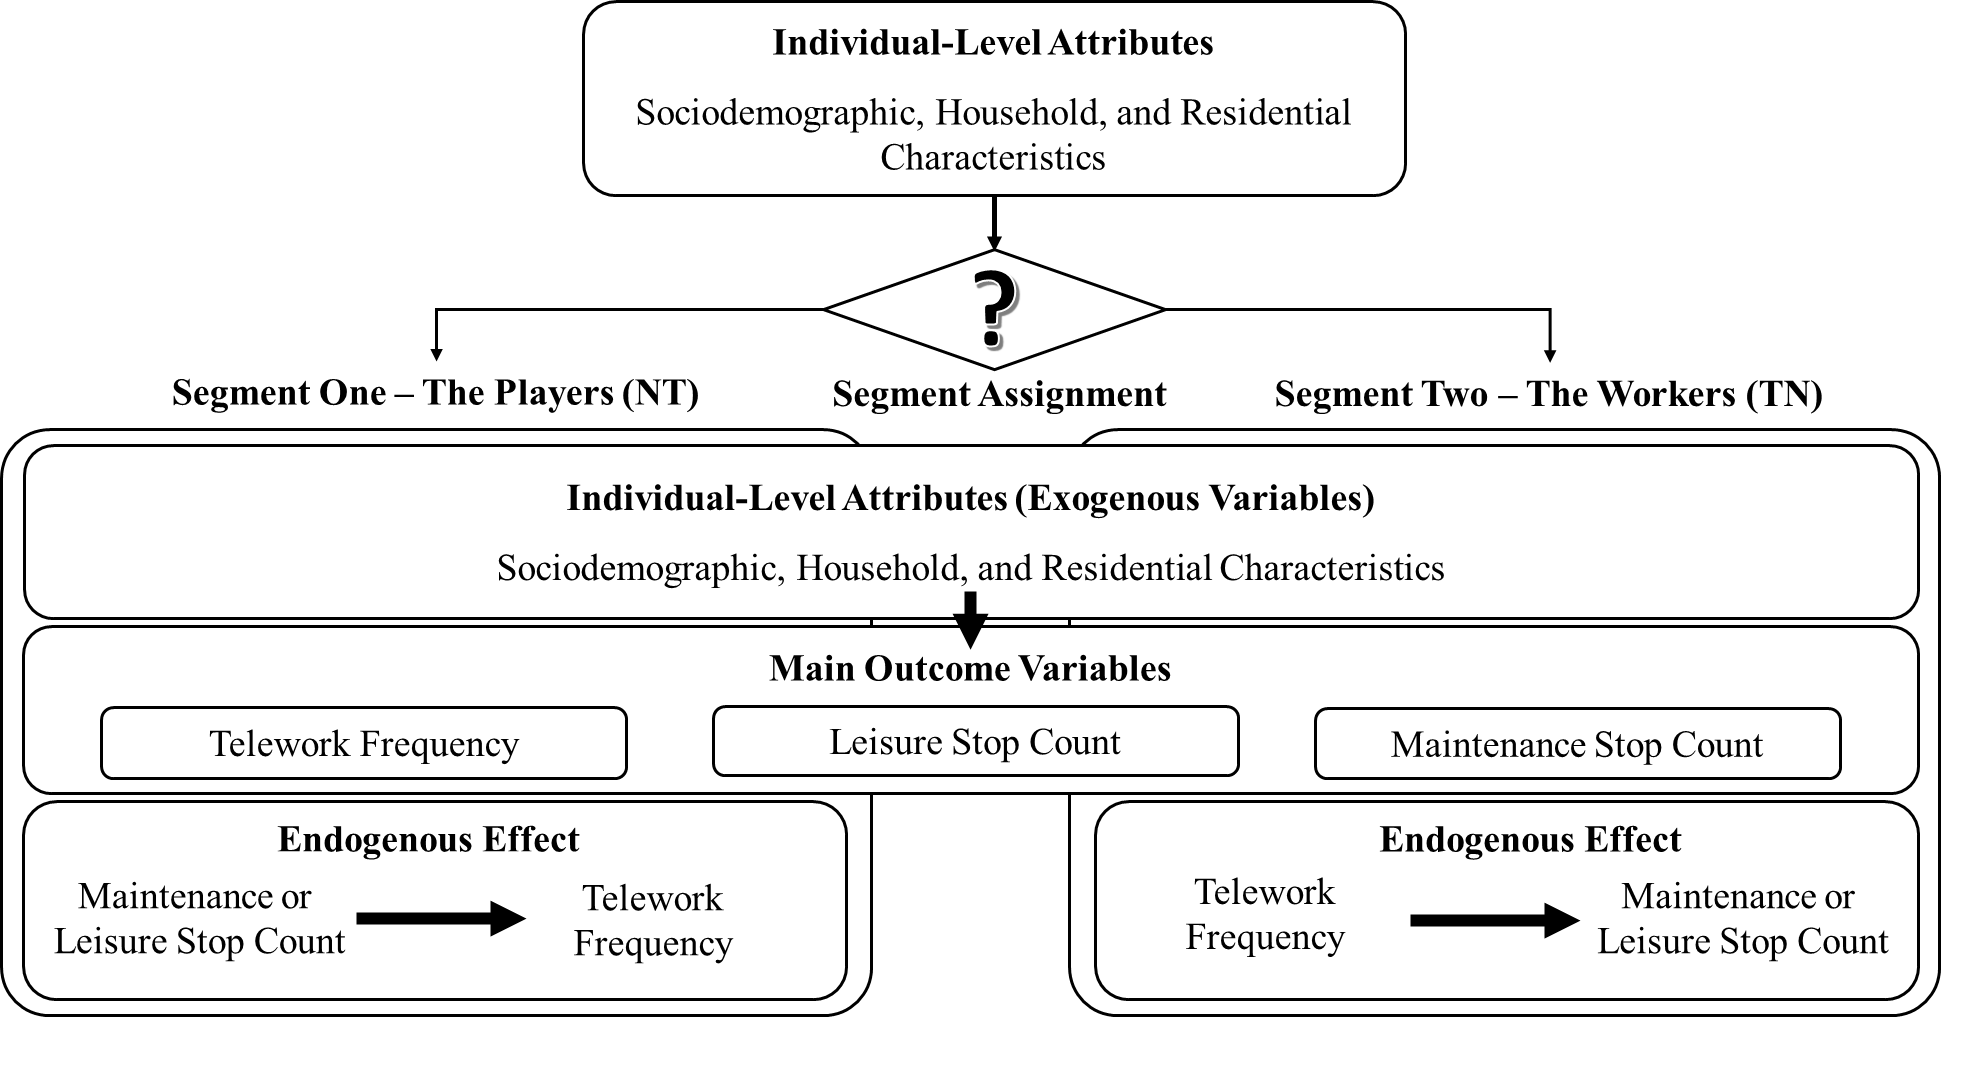 Individual-Level Attributes
Sociodemographic, Household, and Residential
Characteristics
?
Segment One – The Players (NT)
Segment Assignment
Segment Two – The Workers (TN)
Individual-Level Attributes (Exogenous Variables)
Sociodemographic, Household, and Residential Characteristics
Main Outcome Variables
Telework Frequency
Leisure Stop Count
Maintenance Stop Count
Endogenous Effect
Maintenance or
Leisure Stop Count
Telework
Frequency
Endogenous Effect
Telework
Frequency
Maintenance or
Leisure Stop Count